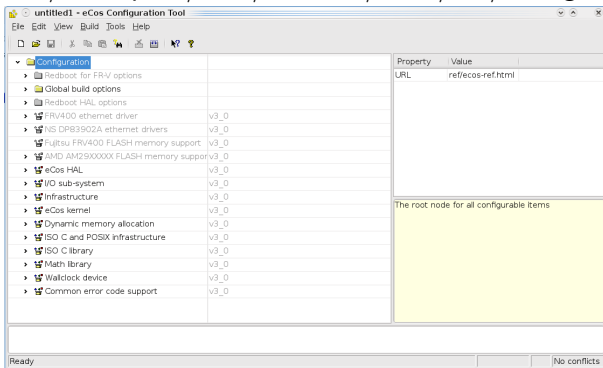 untitled1 - eCos Configuration Tool
File Edit View Build Tools Help
Configuration
Redboot for FR-V options
Global build options
Redboot HAL options
FRV400 ethernet driver v3_0
NS DP83902A ethernet drivers v3_0
Fujitsu FRV400 FLASH memory support v3_0
AMD AM29XXXXX FLASH memory suppor v3_0
eCos HAL v3_0
I/O sub-system v3_0
Infrastructure v3_0
eCos kernel v3_0
Dynamic memory allocation v3_0
ISO C and POSIX infrastructure v3_0
ISO C library v3_0
Math library v3_0
Wallclock device v3_0
Common error code support v3_0
Property Value
URL ref/ecos-ref.html
The root node for all configurable items
Ready No conflicts